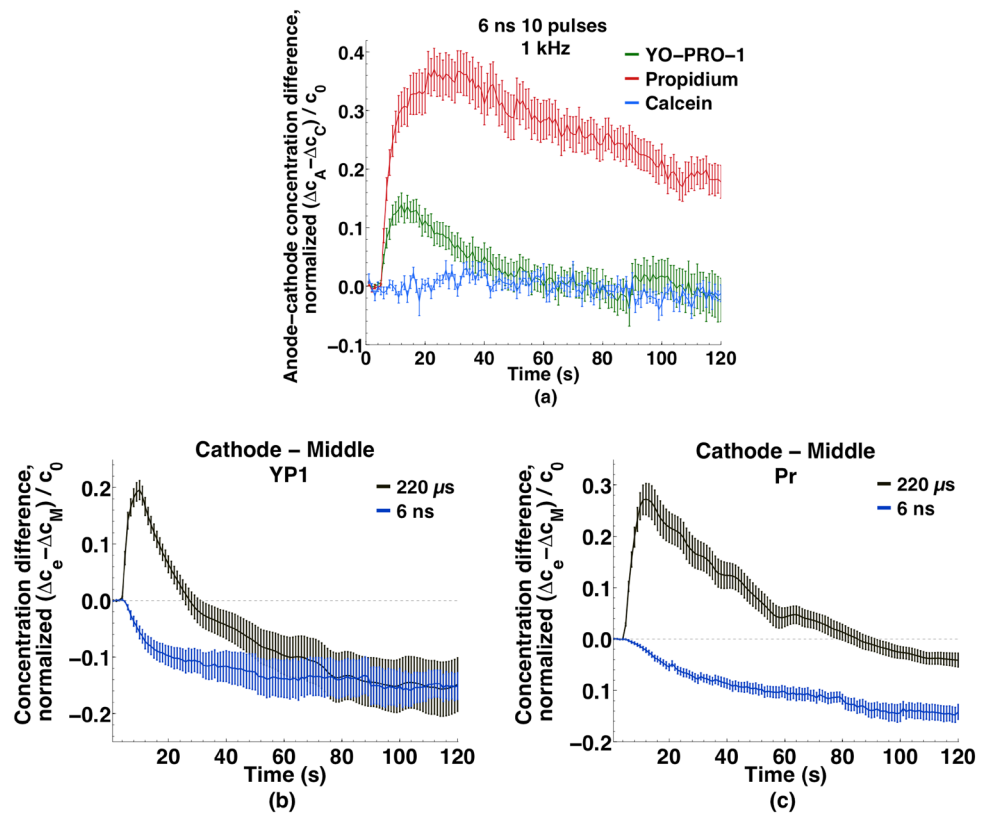 6 ns 10 pulses
1 kHz
YO−PRO−1
Propidium
Calcein
Anode−cathode concentration difference,
normalized (Δc_A−Δc_C) / c_0
0.4
0.3
0.2
0.1
0.0
−0.1
0 20 40 60 80 100 120
Time (s)
(a)
Cathode − Middle
YP1
220 µs
6 ns
Concentration difference,
normalized (Δc_e−Δc_M) / c_0
0.2
0.1
0.0
−0.1
−0.2
20 40 60 80 100 120
Time (s)
(b)
Cathode − Middle
Pr
220 µs
6 ns
Concentration difference,
normalized (Δc_e−Δc_M) / c_0
0.3
0.2
0.1
0.0
0.1
−0.2
20 40 60 80 100 120
Time (s)
(c)